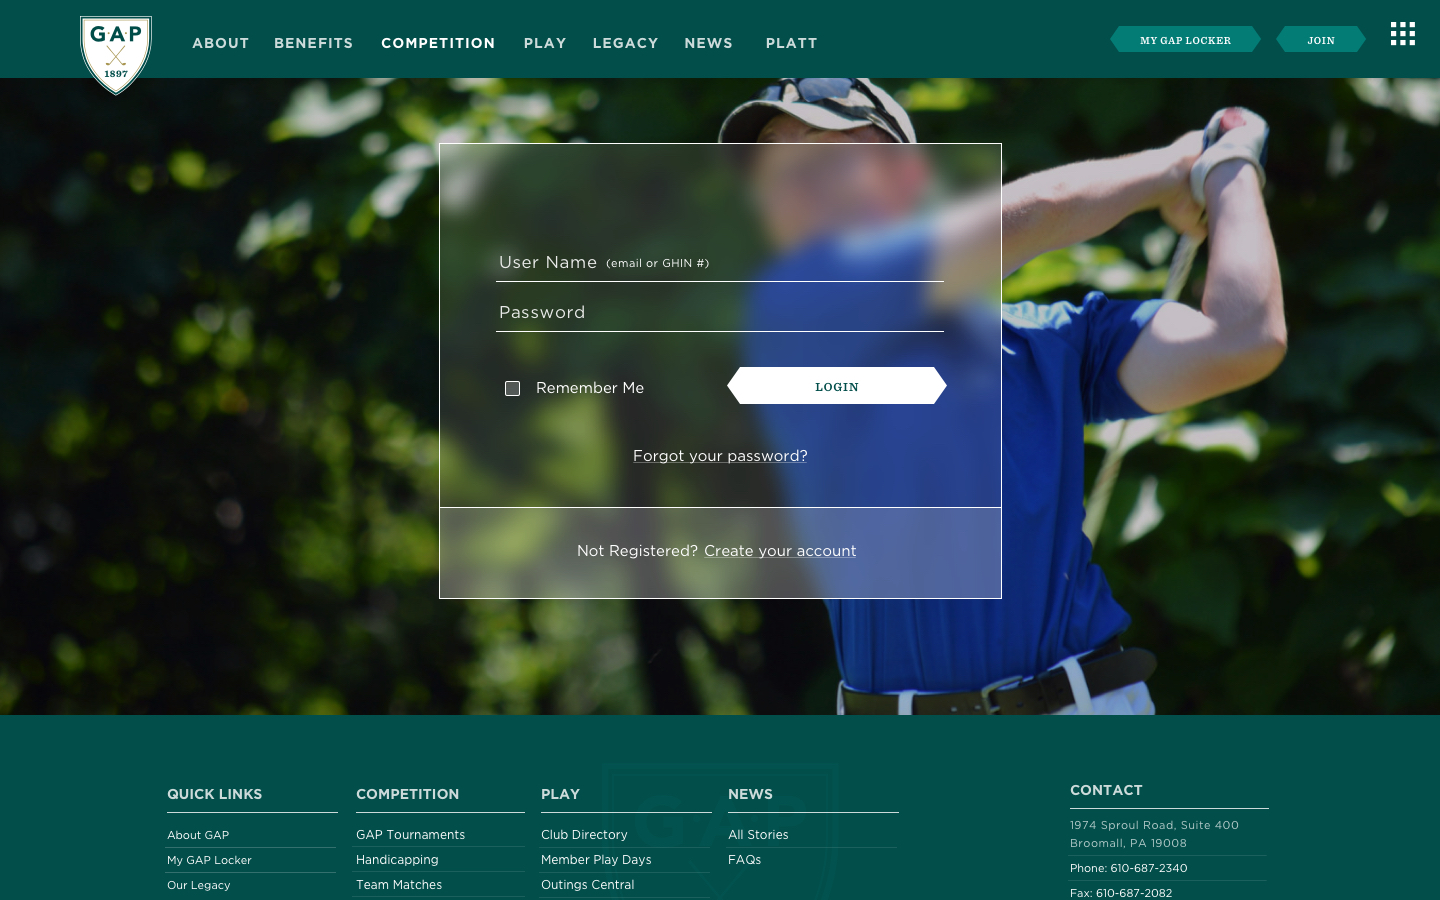 GAP
1897
ABOUT BENEFITS COMPETITION PLAY LEGACY NEWS PLATT
MY GAP LOCKER JOIN
User Name (email or GHIN #)
Password
Remember Me LOGIN
Forgot your password?
Not Registered? Create your account
QUICK LINKS
About GAP
My GAP Locker
Our Legacy
COMPETITION
GAP Tournaments
Handicapping
Team Matches
PLAY
Club Directory
Member Play Days
Outings Central
NEWS
All Stories
FAQs
CONTACT
1974 Sproul Road, Suite 400
Broomall, PA 19008
Phone: 610-687-2340
Fax: 610-687-2082
GAP